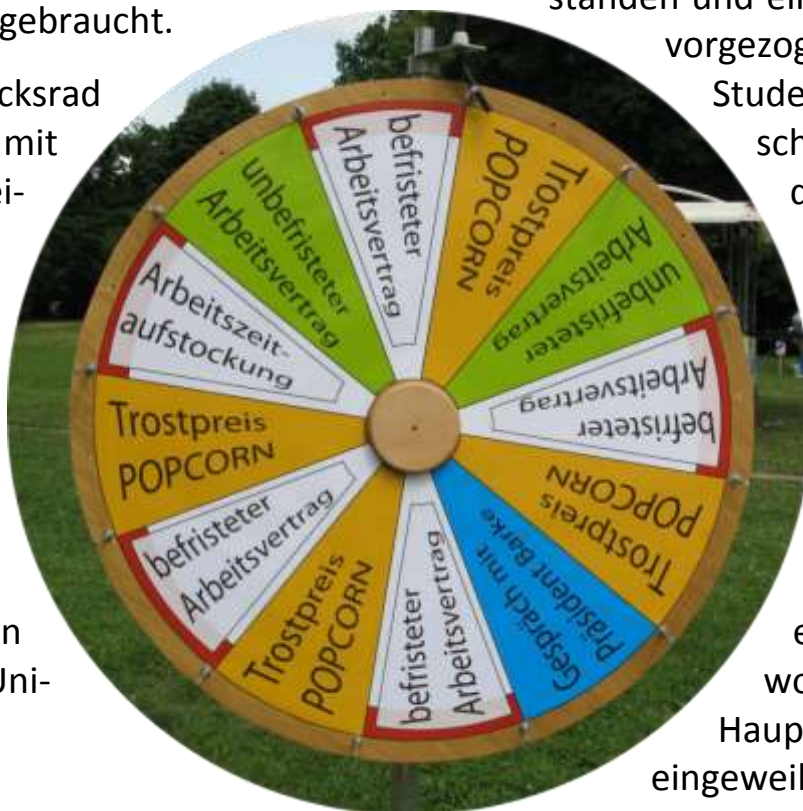 gebraucht.
cksrad
mit
ei-
n
Uni-
befristeter
Arbeitsvertrag
Trostpreis
POPCORN
unbefristeter
Arbeitsvertrag
befristeter
Arbeitsvertrag
Trostpreis
POPCORN
Gespräch mit
Präsident Barke
befristeter
Arbeitsvertrag
Trostpreis
POPCORN
befristeter
Arbeitsvertrag
Trostpreis
POPCORN
Arbeitszeit-
aufstockung
unbefristeter
Arbeitsvertrag
standen und ei
vorgezog
Stude
sch
e
wo
Haup
eingeweih